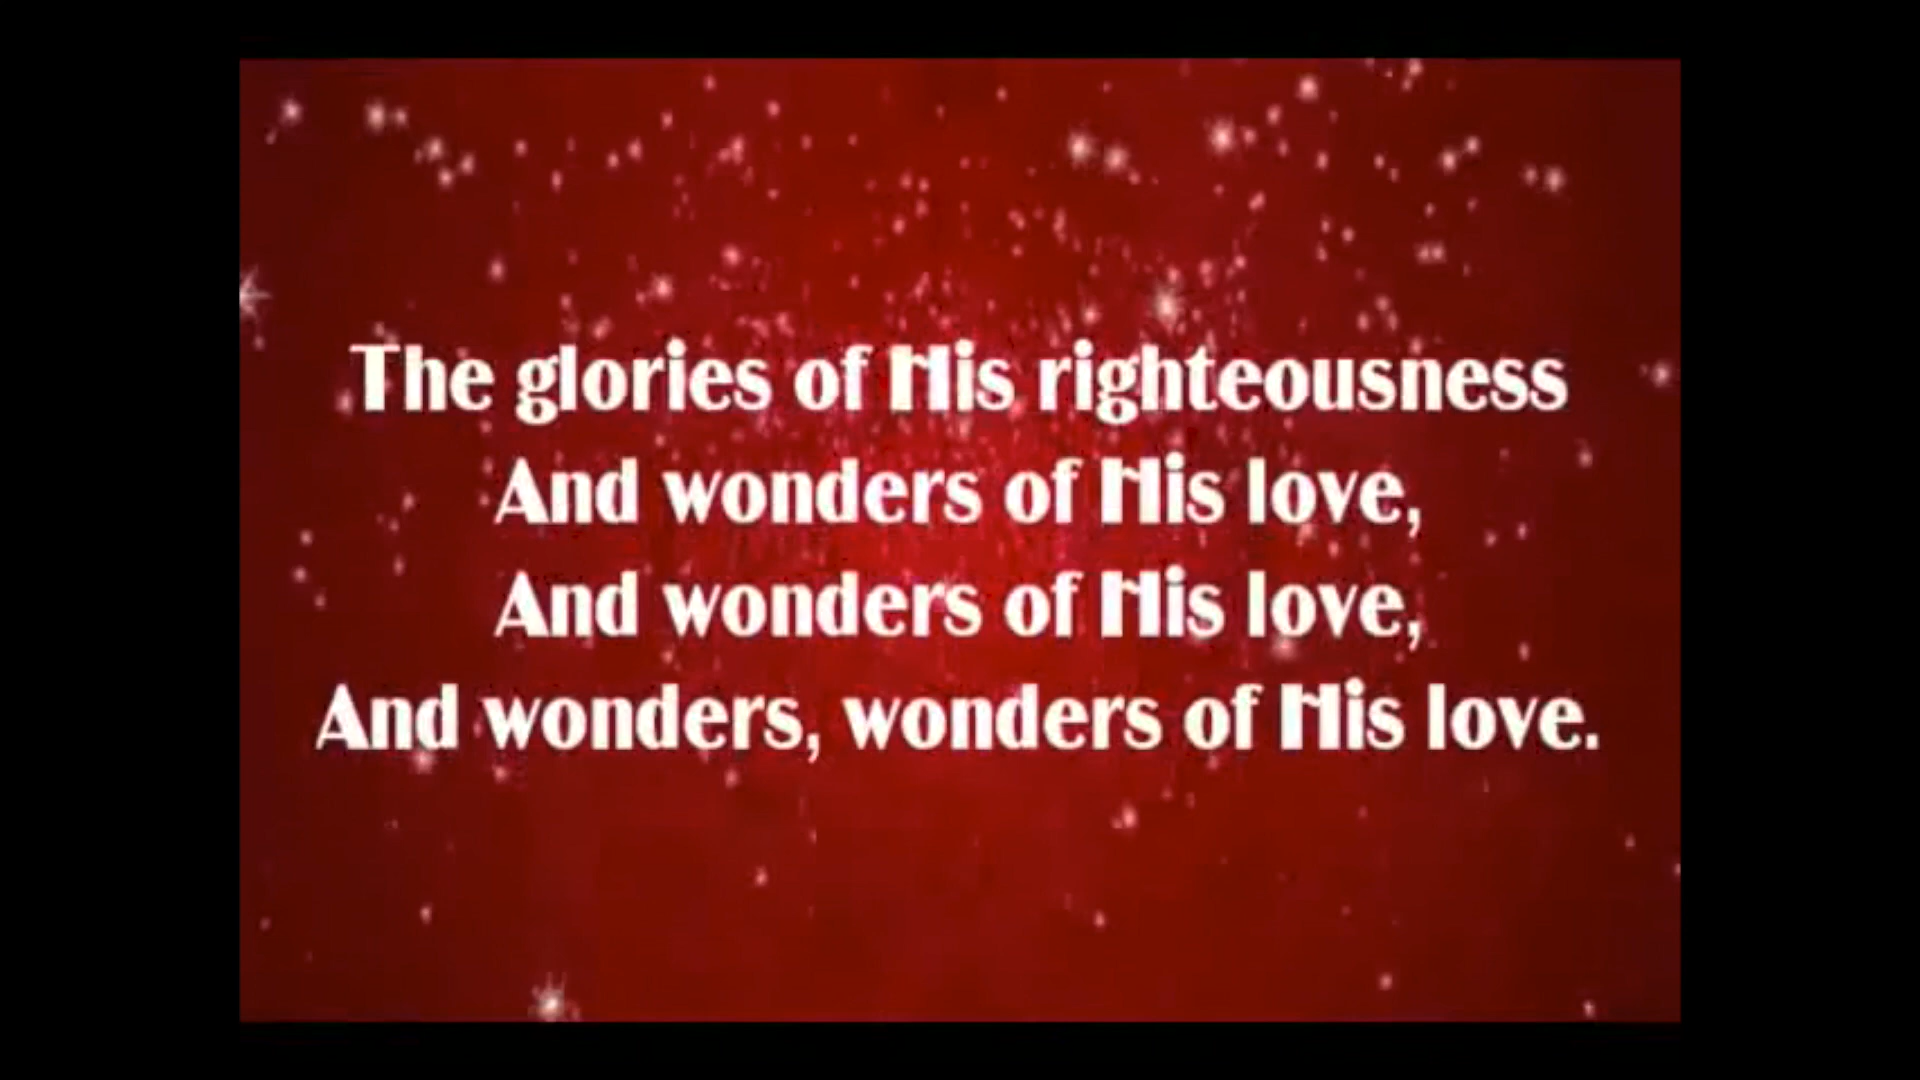 The glories of His righteousness
And wonders of His love,
And wonders of His love,
And wonders, wonders of His love.